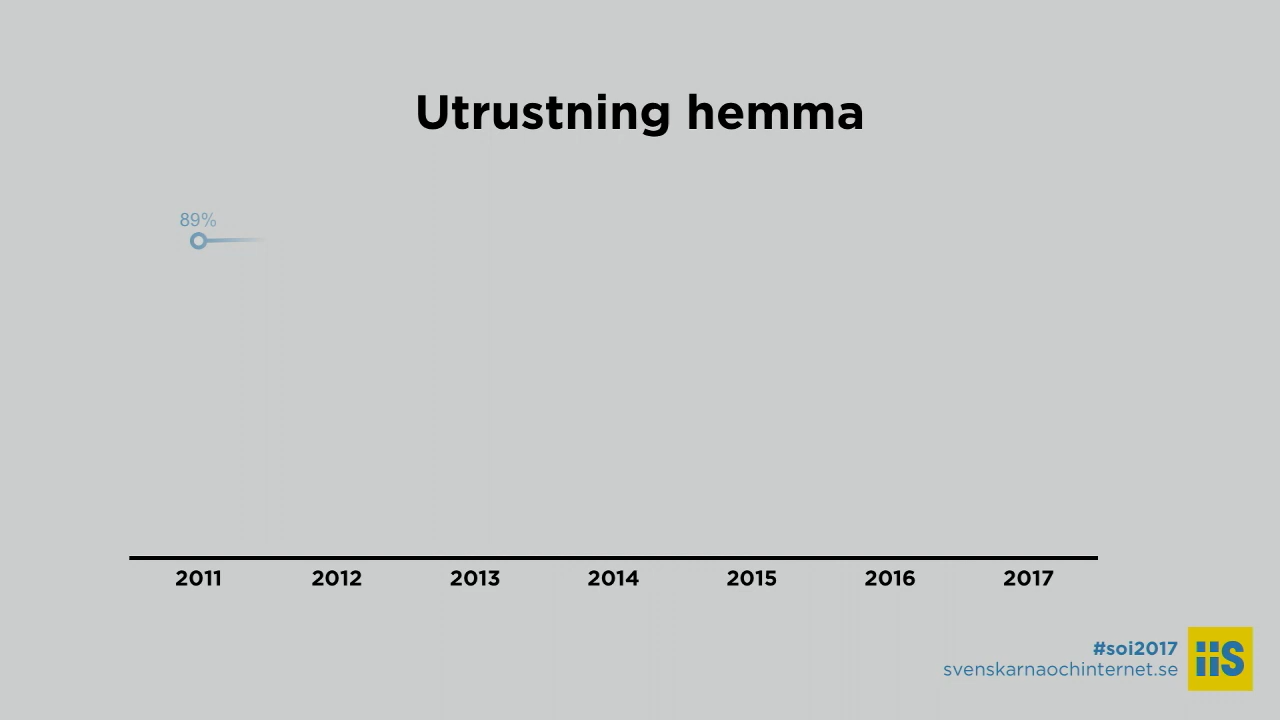 Utrustning hemma
89%
2011 2012 2013 2014 2015 2016 2017
#soi2017
svenskarnaochinternet.se
iis